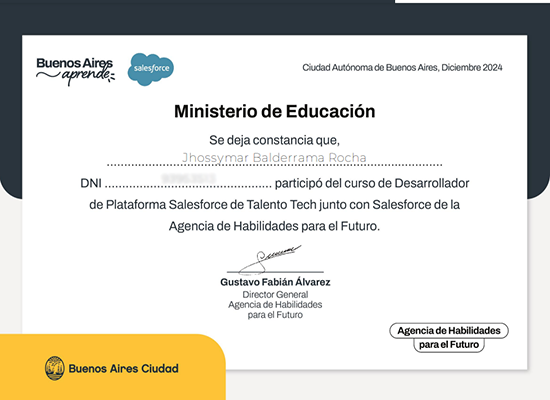 Buenos Aires
aprende
salesforce
Ciudad Autónoma de Buenos Aires, Diciembre 2024
Ministerio de Educación
Se deja constancia que,
Jhossymar Balderrama Rocha
DNI ................................................ participó del curso de Desarrollador
de Plataforma Salesforce de Talento Tech junto con Salesforce de la
Agencia de Habilidades para el Futuro.
Gustavo Fabián Álvarez
Director General
Agencia de Habilidades
para el Futuro
Agencia de Habilidades
para el Futuro
Buenos Aires Ciudad